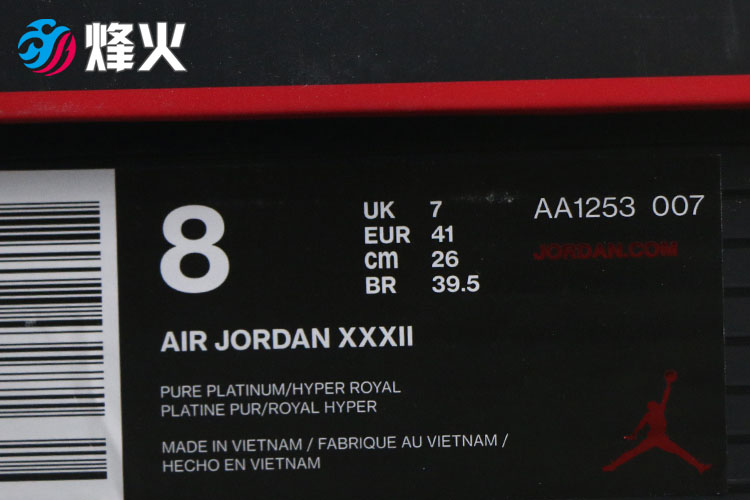 烽火
8
UK 7
EUR 41
cm 26
BR 39.5
AA1253 007
JORDAN.COM
AIR JORDAN XXXII
PURE PLATINUM/HYPER ROYAL
PLATINE PUR/ROYAL HYPER
MADE IN VIETNAM / FABRIQUE AU VIETNAM /
HECHO EN VIETNAM